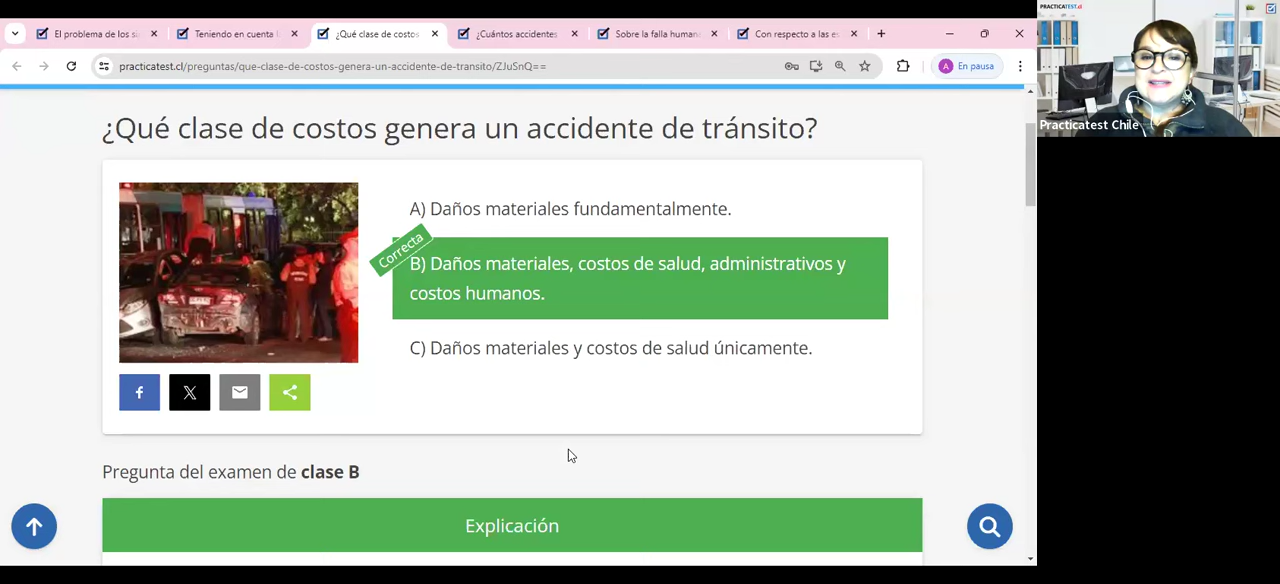 PRACTICATEST.cl
El problema de los si
Teniendo en cuenta l
¿Qué clase de costos
¿Cuántos accidentes
Sobre la falla humana
Con respecto a las es
practicatest.cl/preguntas/que-clase-de-costos-genera-un-accidente-de-transito/ZJuSnQ==
A
En pausa
Practicatest Chile
¿Qué clase de costos genera un accidente de tránsito?
A) Daños materiales fundamentalmente.
Correcta
B) Daños materiales, costos de salud, administrativos y
costos humanos.
C) Daños materiales y costos de salud únicamente.
Pregunta del examen de clase B
Explicación